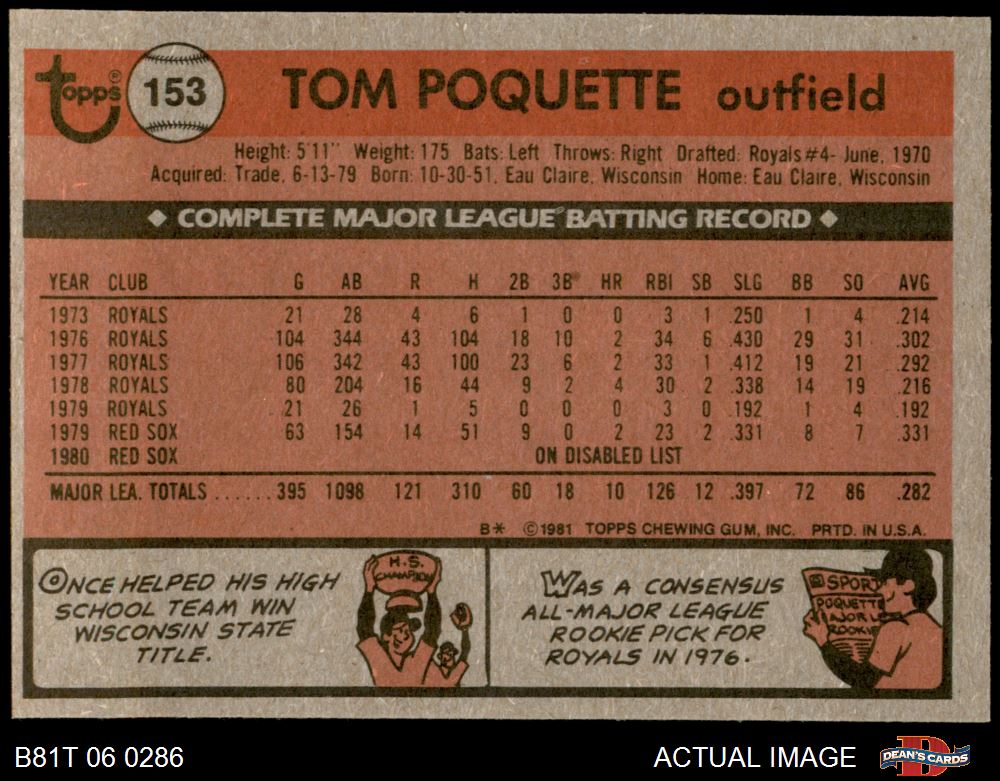 topps® 153 TOM POQUETTE outfield
Height: 5'11" Weight: 175 Bats: Left Throws: Right Drafted: Royals #4- June, 1970
Acquired: Trade, 6-13-79 Born: 10-30-51, Eau Claire, Wisconsin Home: Eau Claire, Wisconsin
◆ COMPLETE MAJOR LEAGUE BATTING RECORD ◆
YEAR CLUB G AB R H 2B 3B HR RBI SB SLG BB SO AVG
1973 ROYALS 21 28 4 6 1 0 0 3 1 .250 1 4 .214
1976 ROYALS 104 344 43 104 18 10 2 34 6 .430 29 31 .302
1977 ROYALS 106 342 43 100 23 6 2 33 1 .412 19 21 .292
1978 ROYALS 80 204 16 44 9 2 4 30 2 .338 14 19 .216
1979 ROYALS 21 26 1 5 0 0 0 3 0 .192 1 4 .192
1979 RED SOX 63 154 14 51 9 0 2 23 2 .331 8 7 .331
1980 RED SOX ON DISABLED LIST
MAJOR LEA. TOTALS ...... 395 1098 121 310 60 18 10 126 12 .397 72 86 .282
B* ©1981 TOPPS CHEWING GUM, INC. PRTD. IN U.S.A.
ONCE HELPED HIS HIGH
SCHOOL TEAM WIN
WISCONSIN STATE
TITLE.
H.S.
CHAMPION
WAS A CONSENSUS
ALL-MAJOR LEAGUE
ROOKIE PICK FOR
ROYALS IN 1976.
SPORT
POQUETTE
MAJOR LE
ROOKIE
B81T 06 0286 ACTUAL IMAGE DEAN'S CARDS